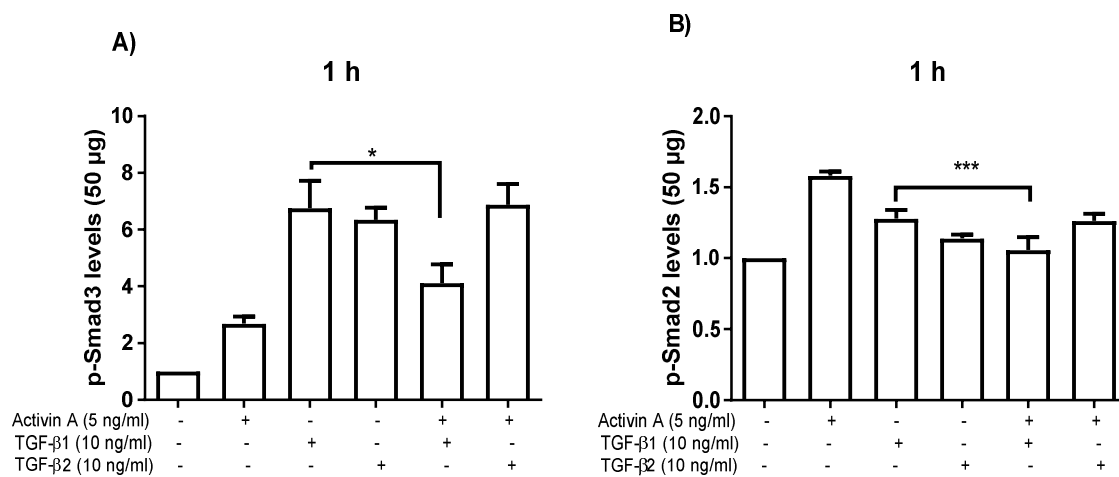 A)
1 h
p-Smad3 levels (50 µg)
10
8
6
4
2
0
*
Activin A (5 ng/ml) - + - - + +
TGF-β1 (10 ng/ml) - - + - + -
TGF-β2 (10 ng/ml) - - - + - +
B)
1 h
p-Smad2 levels (50 µg)
2.0
1.5
1.0
0.5
0.0
***
Activin A (5 ng/ml) - + - - + +
TGF-β1 (10 ng/ml) - - + - + -
TGF-β2 (10 ng/ml) - - - + - +